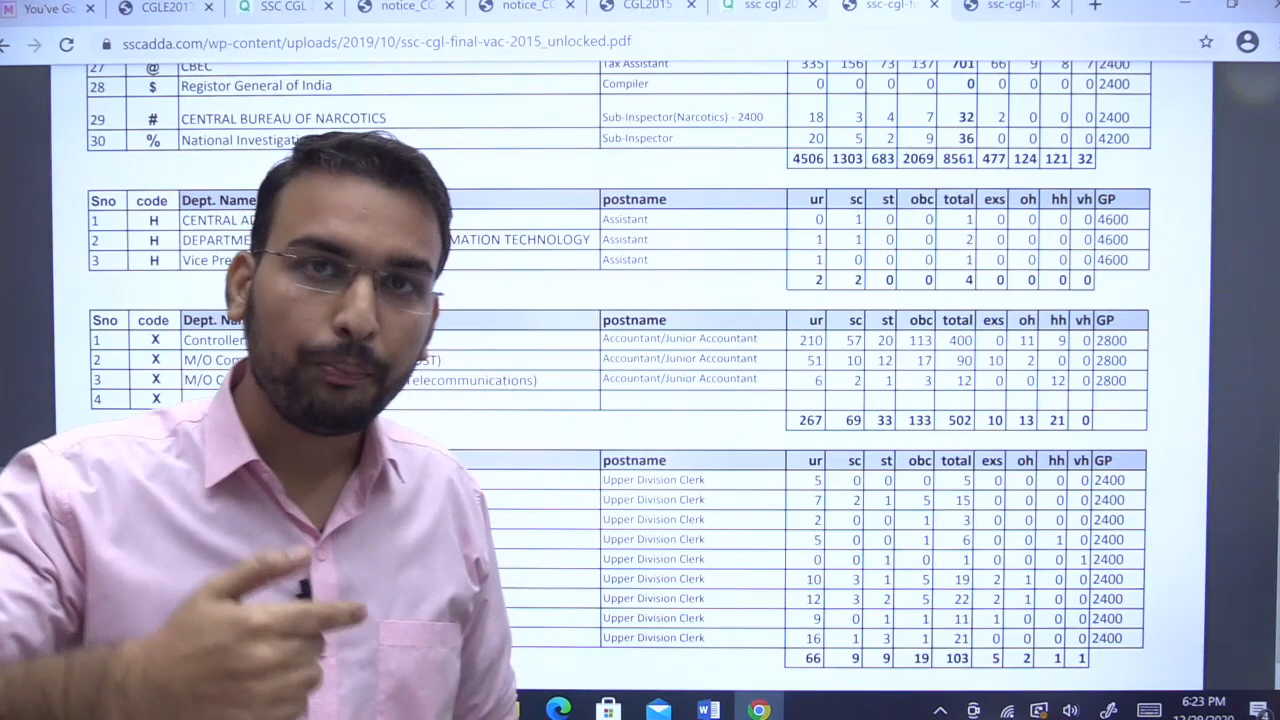 You've Go
CGLE201
SSC CGL
notice_CC
notice_CC
CGL2015
ssc cgl 20
ssc-cgl-f
ssc-cgl-f
sscadda.com/wp-content/uploads/2019/10/ssc-cgl-final-vac-2015_unlocked.pdf
27 @ CBEC Tax Assistant 335 156 73 137 701 66 9 8 7 2400
28 $ Registor General of India Compiler 0 0 0 0 0 0 0 0 0 2400
29 # CENTRAL BUREAU OF NARCOTICS Sub-Inspector(Narcotics) - 2400 18 3 4 7 32 2 0 0 0 2400
30 % National Sub-Inspector 20 5 2 9 36 0 0 0 0 4200
4506 1303 683 2069 8561 477 124 121 32
Sno code Dept. Name postname ur sc st obc total exs oh hh vh GP
1 H CENTRAL Assistant 0 1 0 0 1 0 0 0 0 4600
2 H MATION TECHNOLOGY Assistant 1 1 0 0 2 0 0 0 0 4600
3 H Vice Assistant 1 0 0 0 1 0 0 0 0 4600
2 2 0 0 4 0 0 0 0
Sno code Dept. postname ur sc st obc total exs oh hh vh GP
1 X Controller Accountant/Junior Accountant 210 57 20 113 400 0 11 9 0 2800
2 X M/O ST) Accountant/Junior Accountant 51 10 12 17 90 10 2 0 0 2800
3 X M/O elecommunications) Accountant/Junior Accountant 6 2 1 3 12 0 0 12 0 2800
4 X
267 69 33 133 502 10 13 21 0
postname ur sc st obc total exs oh hh vh GP
Upper Division Clerk 5 0 0 0 5 0 0 0 0 2400
Upper Division Clerk 7 2 1 5 15 0 0 0 0 2400
Upper Division Clerk 2 0 0 1 3 0 0 0 0 2400
Upper Division Clerk 5 0 0 1 6 0 0 1 0 2400
Upper Division Clerk 0 0 1 0 1 0 0 0 1 2400
Upper Division Clerk 10 3 1 5 19 2 1 0 0 2400
Upper Division Clerk 12 3 2 5 22 2 1 0 0 2400
Upper Division Clerk 9 0 1 1 11 1 0 0 0 2400
Upper Division Clerk 16 1 3 1 21 0 0 0 0 2400
66 9 9 19 103 5 2 1 1
6:23 PM